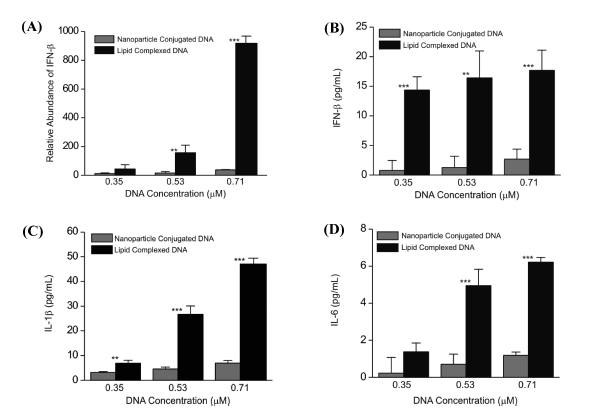 (A)
Nanoparticle Conjugated DNA
Lipid Complexed DNA
Relative Abundance of IFN-β
1000
800
600
400
200
0
**
***
0.35
0.53
0.71
DNA Concentration (μM)
(B)
Nanoparticle Conjugated DNA
Lipid Complexed DNA
IFN-β (pg/mL)
30
25
20
15
10
5
0
***
**
***
0.35
0.53
0.71
DNA Concentration (μM)
(C)
Nanoparticle Conjugated DNA
Lipid Complexed DNA
IL-1β (pg/mL)
60
50
40
30
20
10
0
**
***
***
0.35
0.53
0.71
DNA Concentration (μM)
(D)
Nanoparticle Conjugated DNA
Lipid Complexed DNA
IL-6 (pg/mL)
8
6
4
2
0
***
***
0.35
0.53
0.71
DNA Concentration (μM)